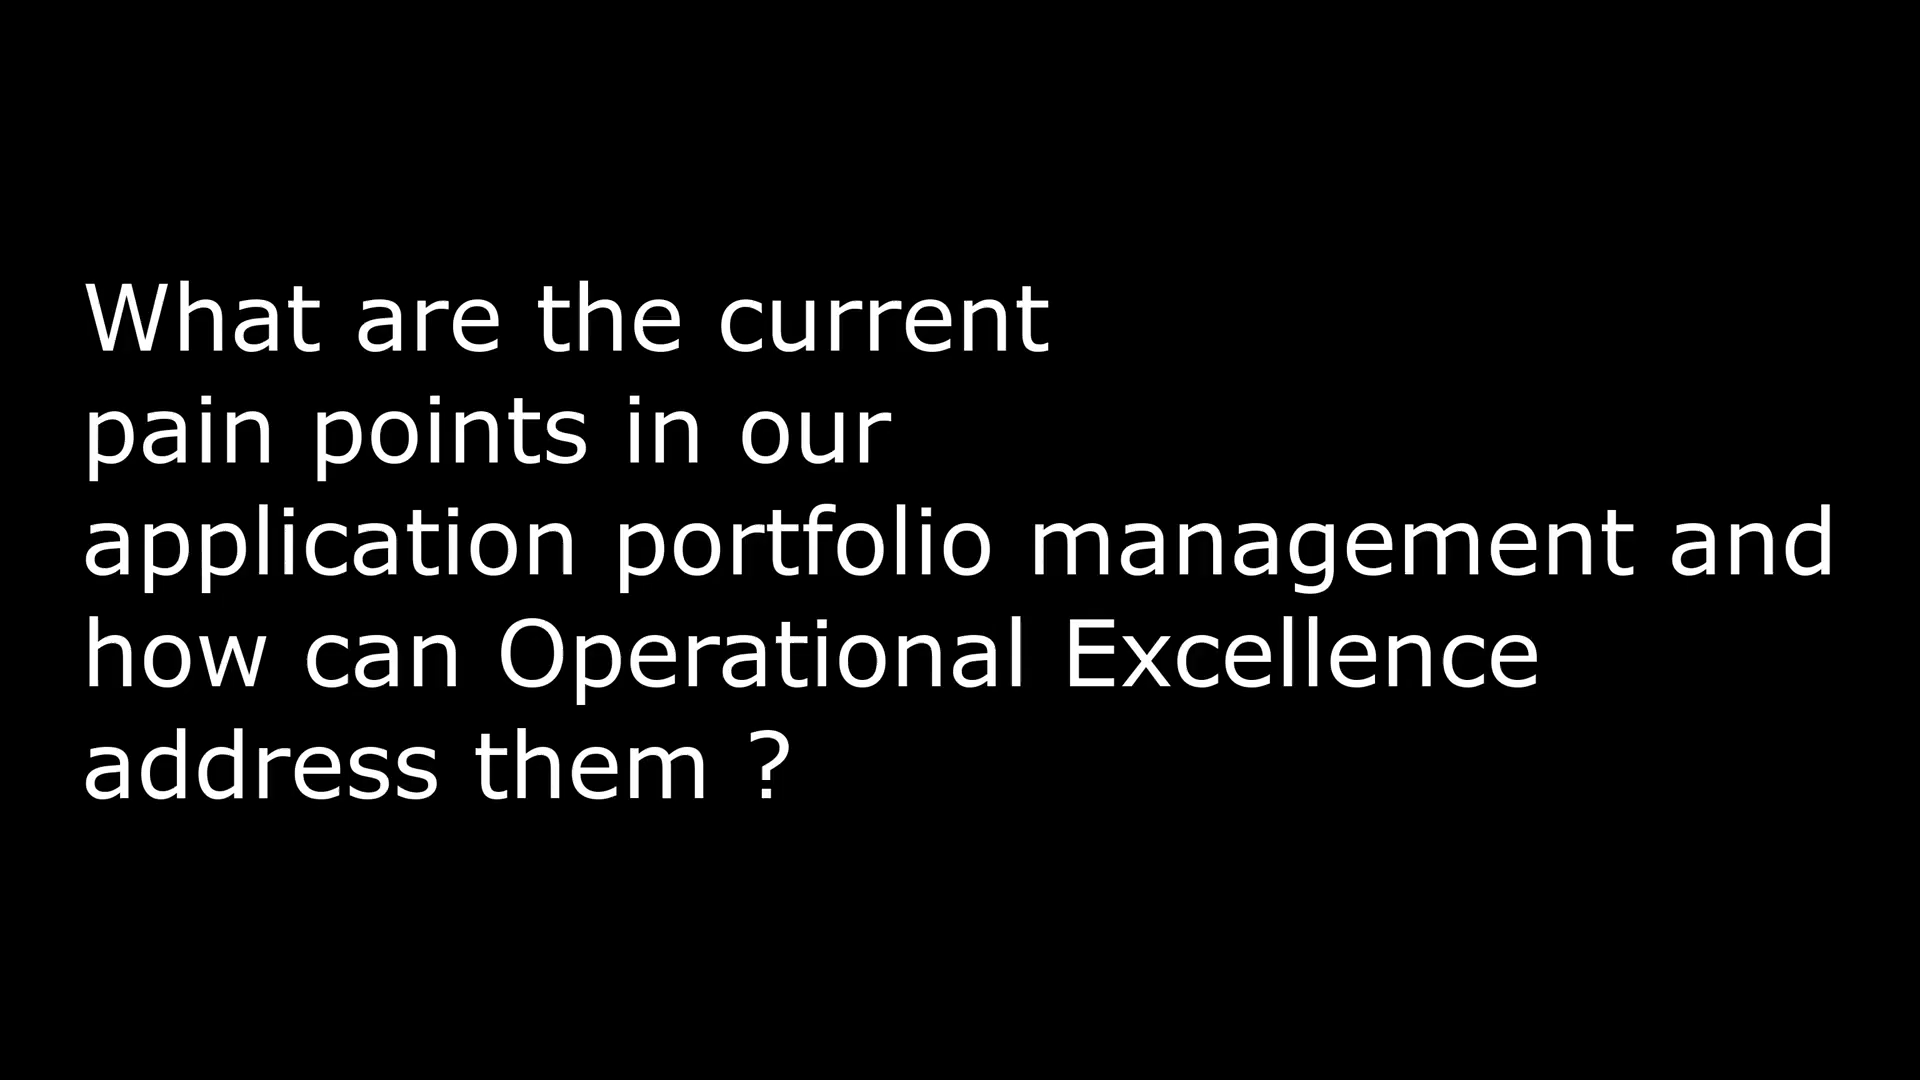 What are the current
pain points in our
application portfolio management and
how can Operational Excellence
address them ?